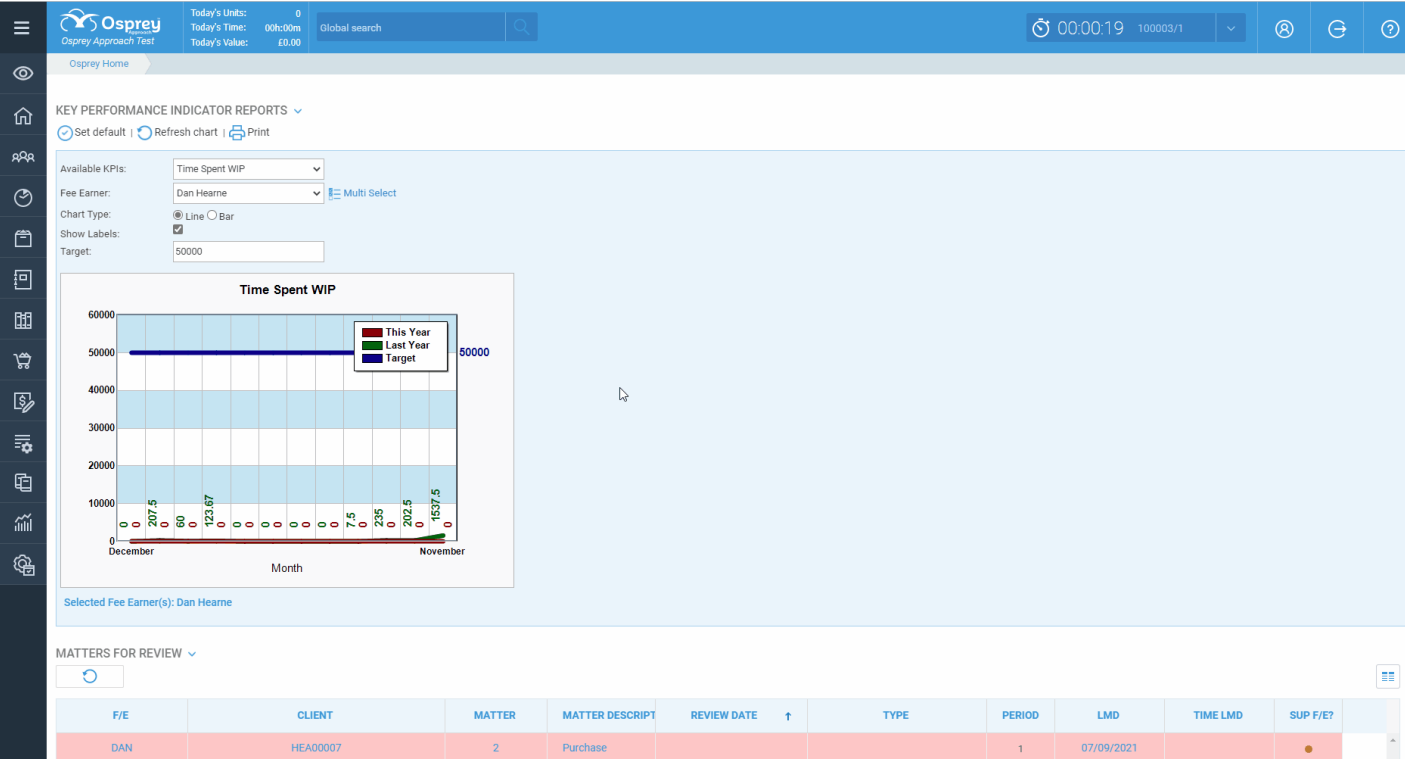 Osprey
Approach
Osprey Approach Test
Today's Units: 0
Today's Time: 00h:00m
Today's Value: £0.00
Global search
00:00:19 100003/1
Osprey Home
KEY PERFORMANCE INDICATOR REPORTS
Set default | Refresh chart | Print
Available KPIs: Time Spent WIP
Fee Earner: Dan Hearne Multi Select
Chart Type: Line Bar
Show Labels:
Target: 50000
Time Spent WIP
60000
50000
40000
30000
20000
10000
0
This Year
Last Year
Target
50000
0 0 207.5 0 60 0 123.67 0 0 0 0 0 0 0 0 0 7.5 0 235 0 202.5 0 1537.5 0
December November
Month
Selected Fee Earner(s): Dan Hearne
MATTERS FOR REVIEW
F/E CLIENT MATTER MATTER DESCRIPT REVIEW DATE TYPE PERIOD LMD TIME LMD SUP F/E?
DAN HEA00007 2 Purchase 1 07/09/2021